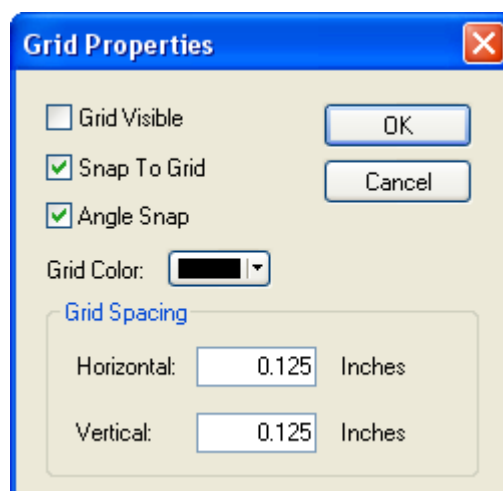 Grid Properties
Grid Visible
OK
Snap To Grid
Cancel
Angle Snap
Grid Color:
Grid Spacing
Horizontal: 0.125 Inches
Vertical: 0.125 Inches